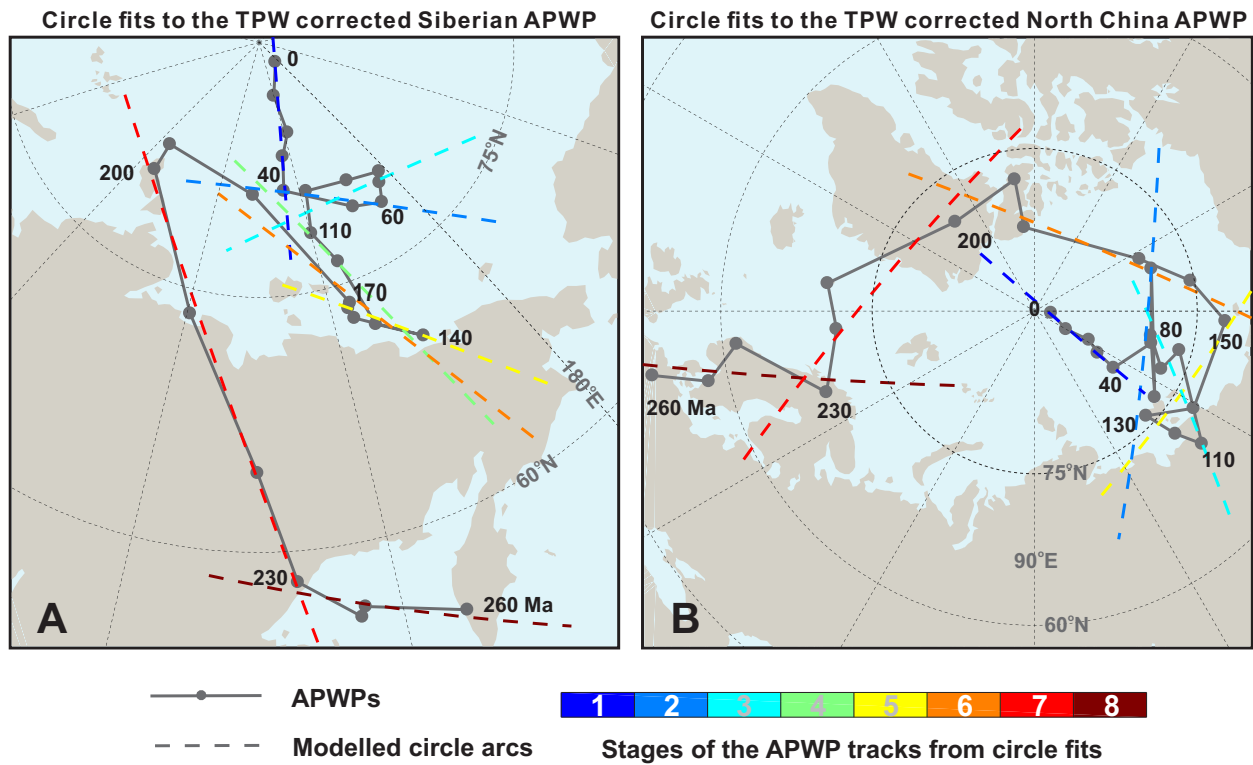 Circle fits to the TPW corrected Siberian APWP
Circle fits to the TPW corrected North China APWP
0
75°N
200
40
60
110
170
140
180°E
60°N
230
260 Ma
A
200
0
80
150
40
260 Ma
230
130
110
75°N
90°E
60°N
B
APWPs
1 2 3 4 5 6 7 8
Modelled circle arcs
Stages of the APWP tracks from circle fits